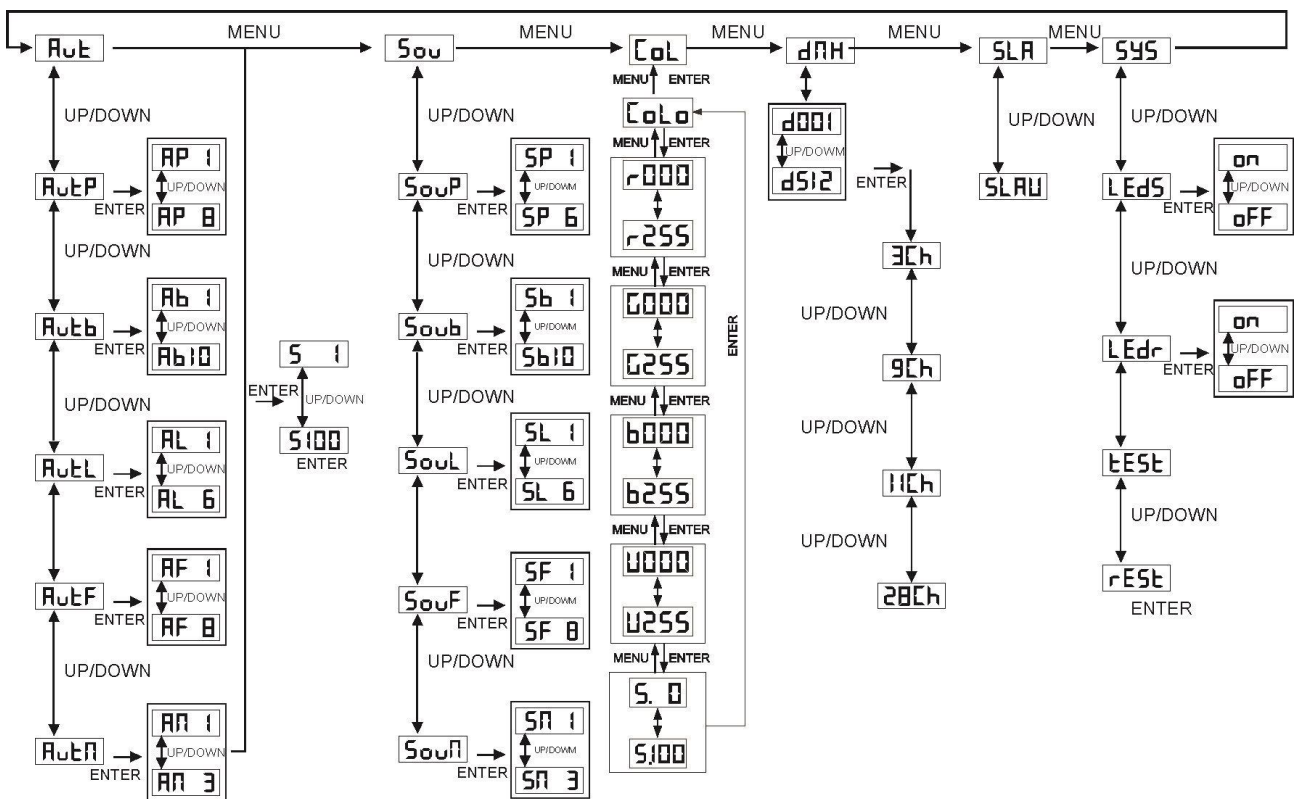 MENU MENU MENU MENU MENU
Aut Sou CoL dMH SLA SYS
MENU ENTER
UP/DOWN
AP 1
UP/DOWN
AP 8
AutP
ENTER
UP/DOWN
Ab 1
UP/DOWN
Ab10
Autb
ENTER
UP/DOWN
AL 1
UP/DOWN
AL 6
AutL
ENTER
AF 1
UP/DOWN
AF 8
AutF
ENTER
UP/DOWN
AM 1
UP/DOWN
AM 3
AutM
ENTER
ENTER
S 1
UP/DOWN
S100
ENTER
UP/DOWN
SP 1
UP/DOWM
SP 6
SouP
ENTER
UP/DOWN
Sb 1
UP/DOWM
Sb10
Soub
ENTER
UP/DOWN
SL 1
UP/DOWM
SL 6
SouL
ENTER
SF 1
UP/DOWM
SF 8
SouF
ENTER
UP/DOWN
SM 1
UP/DOWM
SM 3
SouM
ENTER
CoLo
MENU ENTER
r000
r255
MENU ENTER
G000
G255
MENU ENTER
b000
b255
MENU ENTER
U000
U255
MENU ENTER
S. 0
S.100
ENTER
d001
UP/DOWM
d512
ENTER
3Ch
UP/DOWN
9Ch
UP/DOWN
11Ch
UP/DOWN
28Ch
UP/DOWN
SLAU
UP/DOWN
LEdS
ENTER
on
UP/DOWN
oFF
UP/DOWN
LEdr
ENTER
on
UP/DOWN
oFF
tESt
UP/DOWN
rESt
ENTER